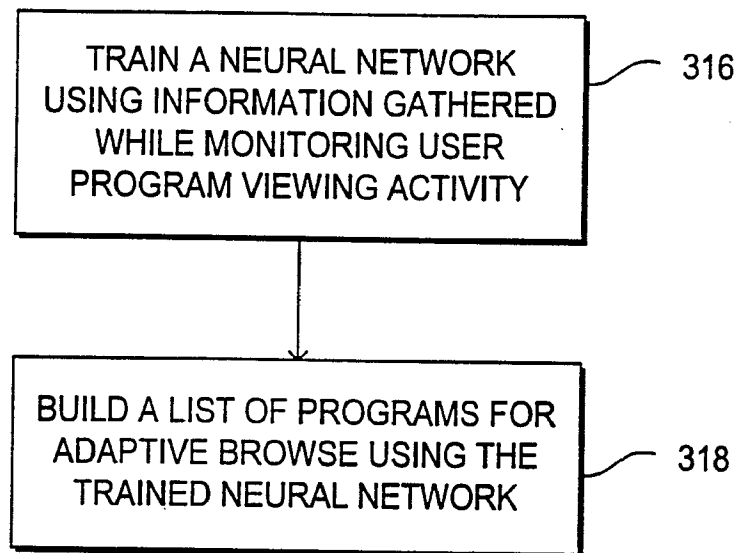 TRAIN A NEURAL NETWORK
USING INFORMATION GATHERED
WHILE MONITORING USER
PROGRAM VIEWING ACTIVITY
316
BUILD A LIST OF PROGRAMS FOR
ADAPTIVE BROWSE USING THE
TRAINED NEURAL NETWORK
318